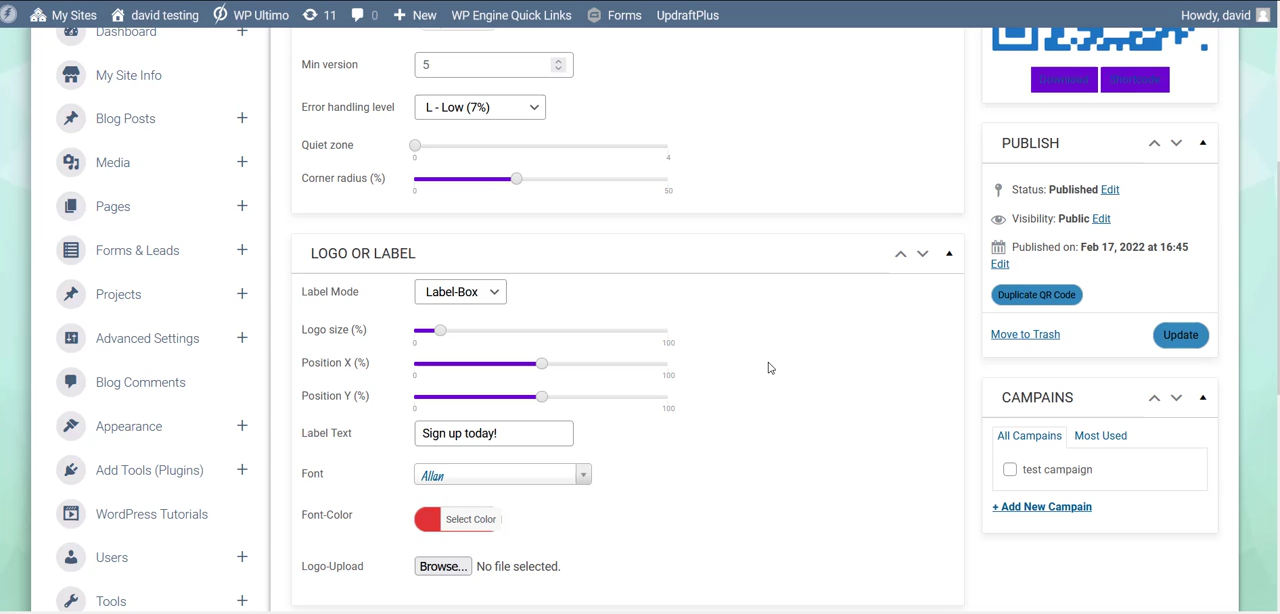 My Sites david testing WP Ultimo 11 0 New WP Engine Quick Links Forms UpdraftPlus Howdy, david
Dashboard
My Site Info
Blog Posts
Media
Pages
Forms & Leads
Projects
Advanced Settings
Blog Comments
Appearance
Add Tools (Plugins)
WordPress Tutorials
Users
Tools
Min version 5
Error handling level L - Low (7%)
Quiet zone
0 4
Corner radius (%)
0 50
LOGO OR LABEL
Label Mode Label-Box
Logo size (%)
0 100
Position X (%)
0 100
Position Y (%)
0 100
Label Text Sign up today!
Font Allan
Font-Color Select Color
Logo-Upload Browse... No file selected.
Download Shortcode
PUBLISH
Status: Published Edit
Visibility: Public Edit
Published on: Feb 17, 2022 at 16:45
Edit
Duplicate QR Code
Move to Trash Update
CAMPAINS
All Campains Most Used
test campaign
+ Add New Campain